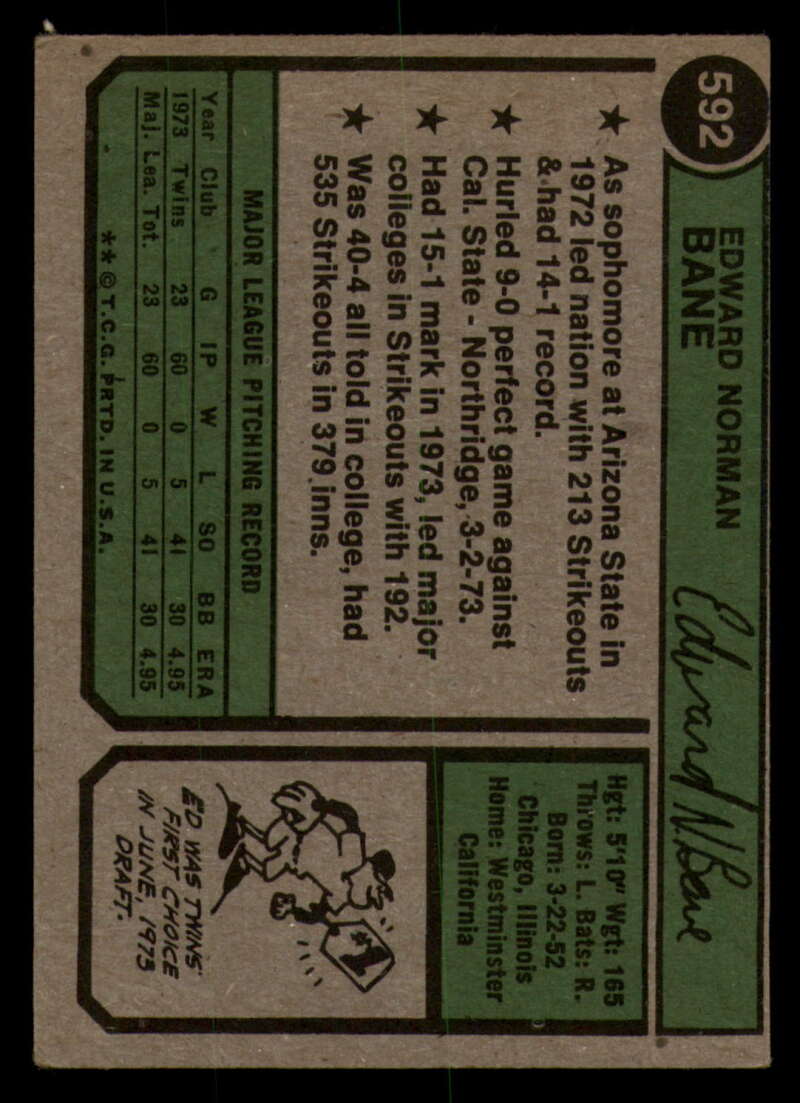 592
EDWARD NORMAN
BANE
Edward N. Bane
★ As sophomore at Arizona State in
1972 led nation with 213 Strikeouts
& had 14-1 record.
★ Hurled 9-0 perfect game against
Cal. State - Northridge, 3-2-73.
★ Had 15-1 mark in 1973, led major
colleges in Strikeouts with 192.
★ Was 40-4 all told in college, had
535 Strikeouts in 379 inns.
MAJOR LEAGUE PITCHING RECORD
Year Club G IP W L SO BB ERA
1973 Twins 23 60 0 5 41 30 4.95
Maj. Lea. Tot. 23 60 0 5 41 30 4.95
**©T.C.G. PRTD. IN U.S.A.
Hgt: 5'10" Wgt: 165
Throws: L. Bats: R.
Born: 3-22-52
Chicago, Illinois
Home: Westminster
California
#1
ED WAS TWINS'
FIRST CHOICE
IN JUNE, 1973
DRAFT.